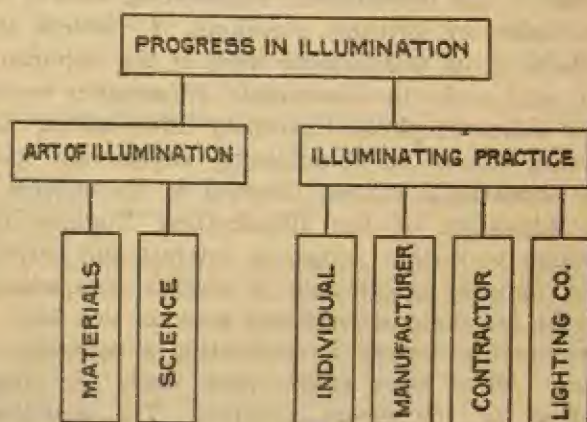 PROGRESS IN ILLUMINATION
ART OF ILLUMINATION
ILLUMINATING PRACTICE
MATERIALS
SCIENCE
INDIVIDUAL
MANUFACTURER
CONTRACTOR
LIGHTING CO.